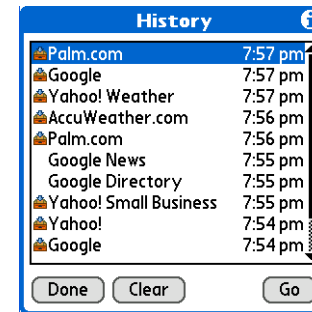 History
Palm.com 7:57 pm
Google 7:57 pm
Yahoo! Weather 7:57 pm
AccuWeather.com 7:56 pm
Palm.com 7:56 pm
Google News 7:55 pm
Google Directory 7:55 pm
Yahoo! Small Business 7:55 pm
Yahoo! 7:54 pm
Google 7:54 pm
Done Clear Go